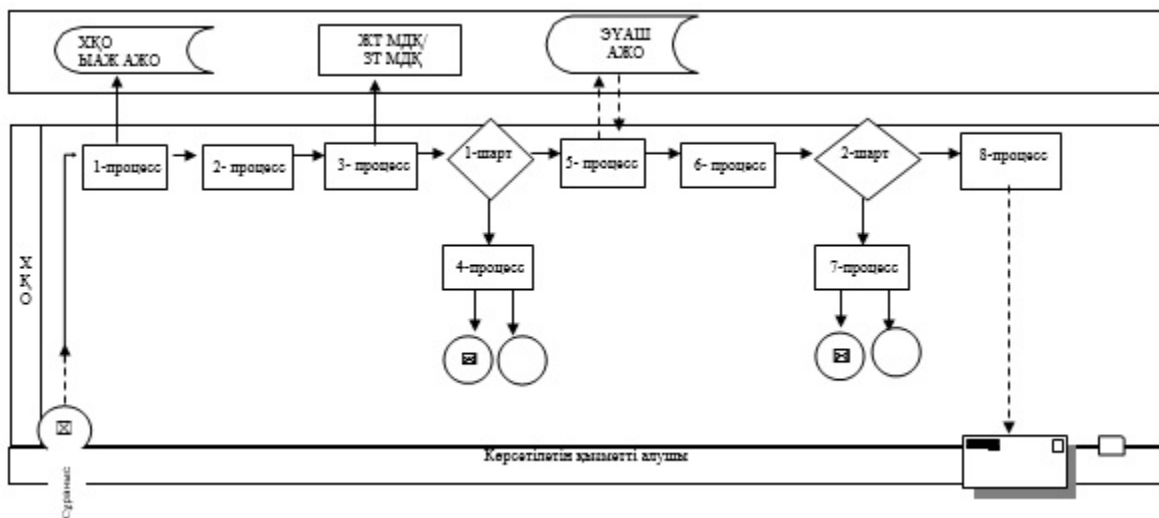 ХҚО
ЫАЖ АЖО
ЖТ МДҚ/
ЗТ МДҚ
ЭҮАШ
АЖО
1-процесс
2- процесс
3- процесс
1-шарт
5- процесс
6- процесс
2-шарт
8-процесс
Х
Қ
О
4-процесс
7-процесс
Көрсетілетін қызметті алушы
Сұраныс